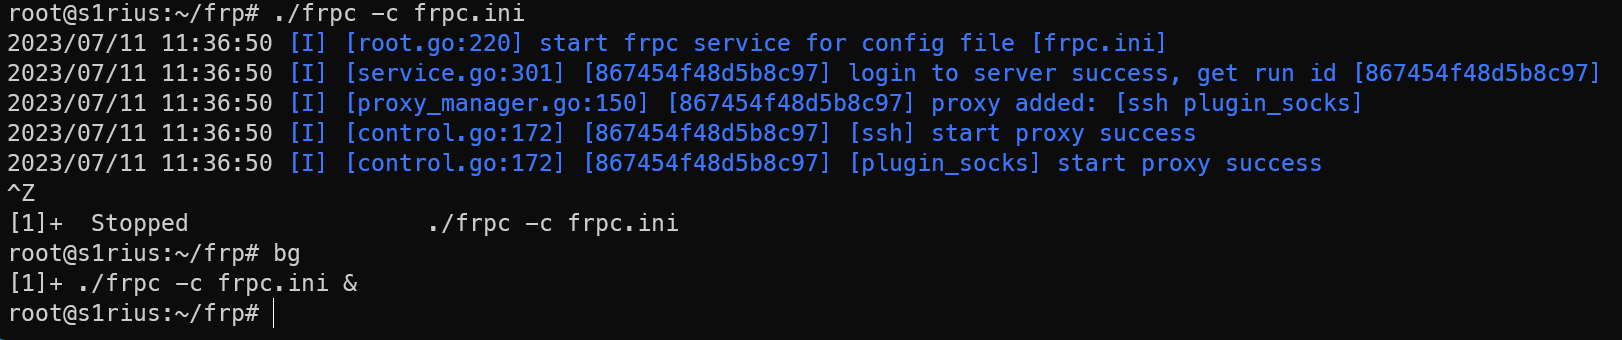 root@s1rius:~/frp# ./frpc -c frpc.ini
2023/07/11 11:36:50 [I] [root.go:220] start frpc service for config file [frpc.ini]
2023/07/11 11:36:50 [I] [service.go:301] [867454f48d5b8c97] login to server success, get run id [867454f48d5b8c97]
2023/07/11 11:36:50 [I] [proxy_manager.go:150] [867454f48d5b8c97] proxy added: [ssh plugin_socks]
2023/07/11 11:36:50 [I] [control.go:172] [867454f48d5b8c97] [ssh] start proxy success
2023/07/11 11:36:50 [I] [control.go:172] [867454f48d5b8c97] [plugin_socks] start proxy success
^Z
[1]+  Stopped                 ./frpc -c frpc.ini
root@s1rius:~/frp# bg
[1]+ ./frpc -c frpc.ini &
root@s1rius:~/frp#